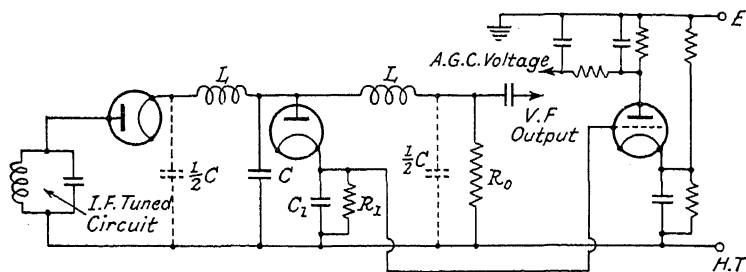 E
L
L
A.G.C. Voltage
V.F
Output
½C
C
½C
C₁
R₁
R₀
I.F. Tuned
Circuit
H.T